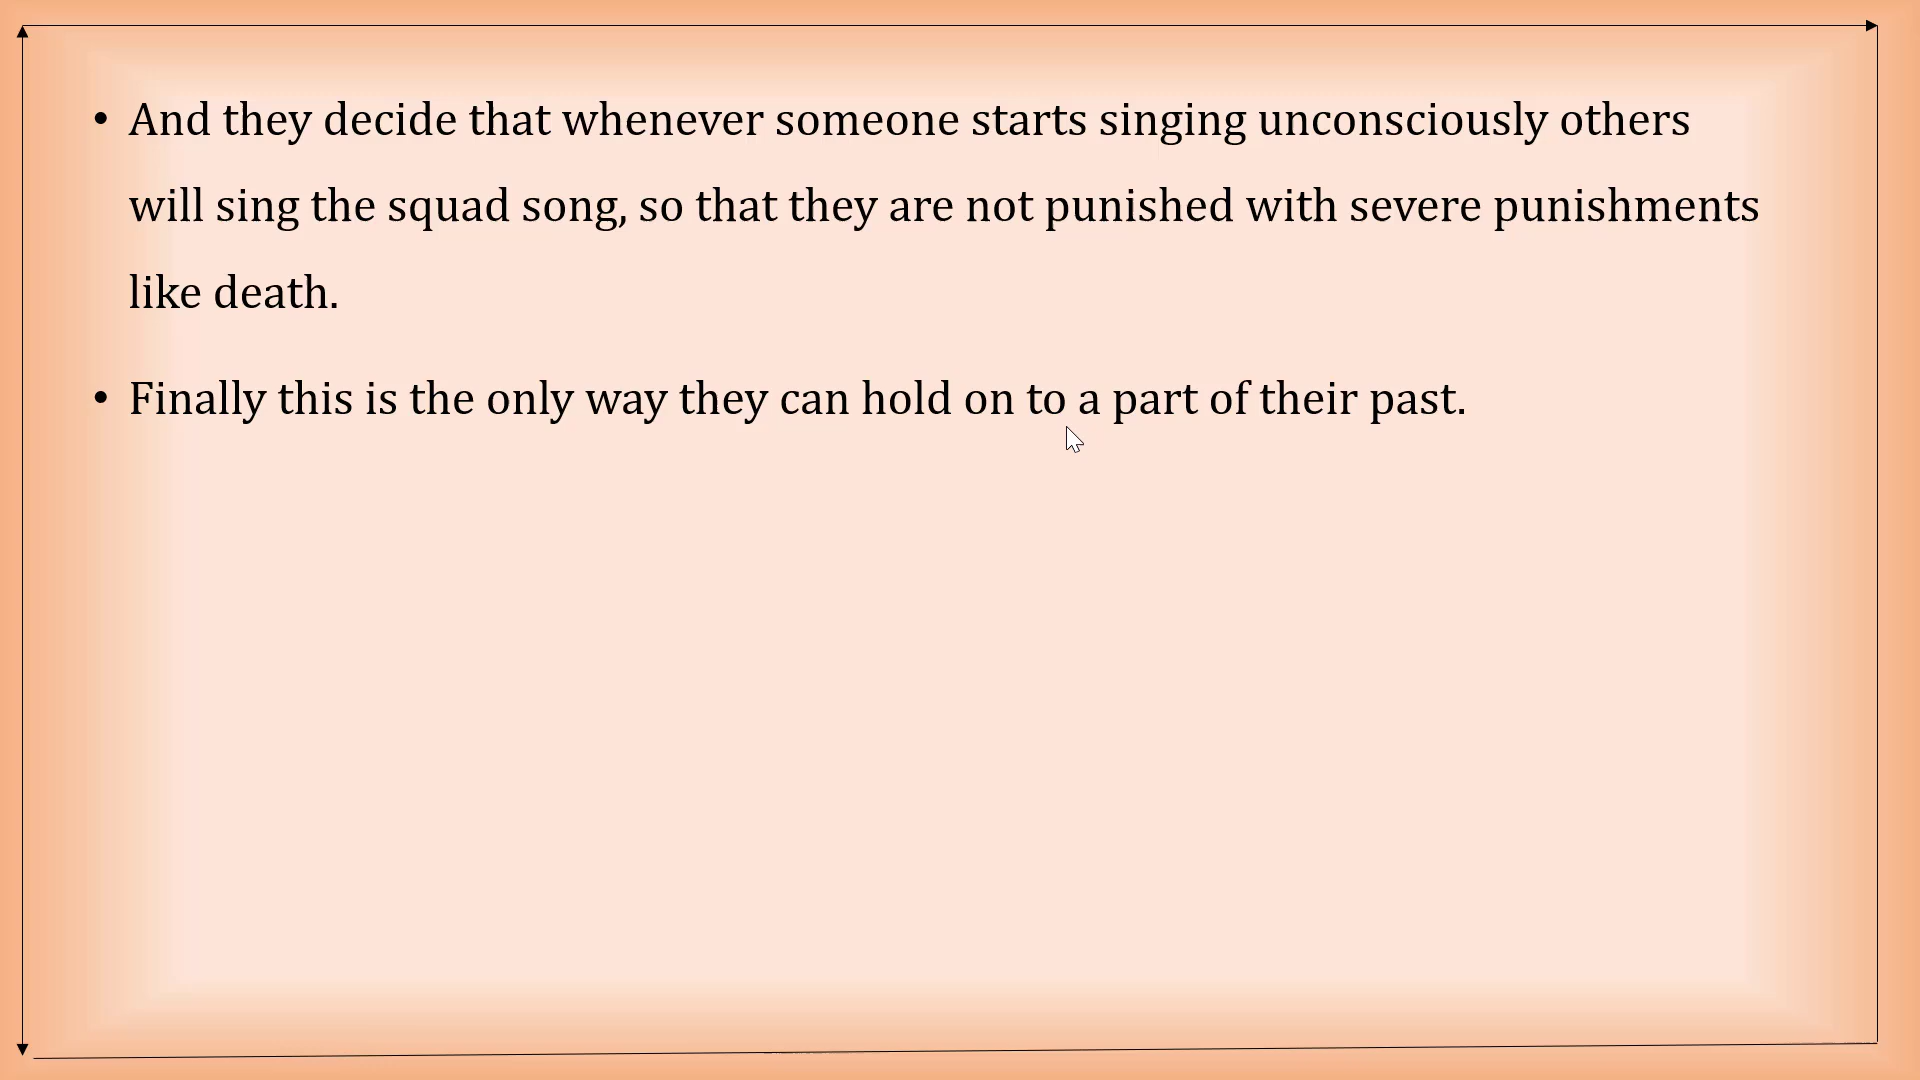 • And they decide that whenever someone starts singing unconsciously others
will sing the squad song, so that they are not punished with severe punishments
like death.
• Finally this is the only way they can hold on to a part of their past.